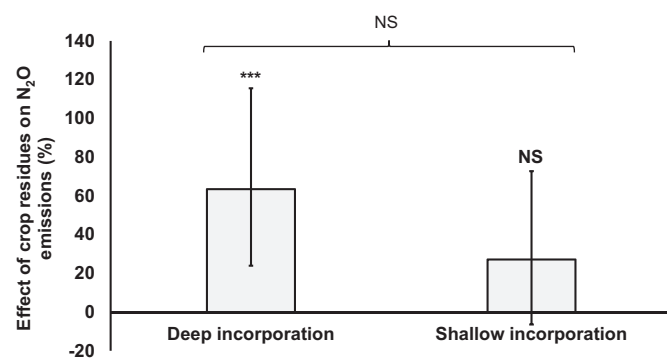 NS
140
120
100
80
60
40
20
0
-20
Effect of crop residues on N₂O
emissions (%)
***
NS
Deep incorporation
Shallow incorporation